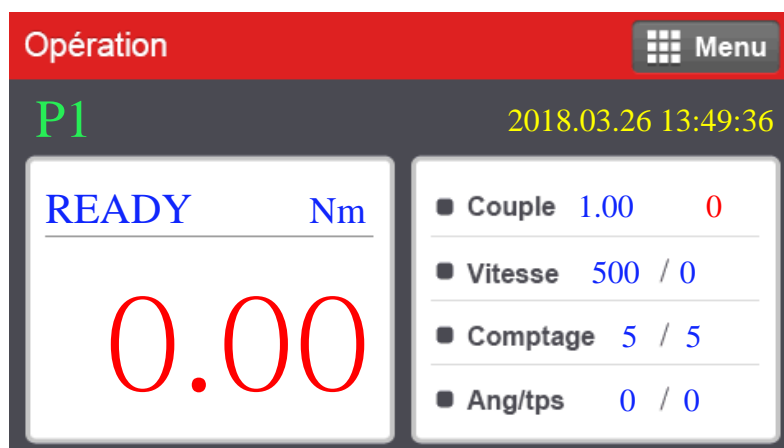 Opération Menu
P1 2018.03.26 13:49:36
READY Nm
0.00
Couple 1.00 0
Vitesse 500 / 0
Comptage 5 / 5
Ang/tps 0 / 0